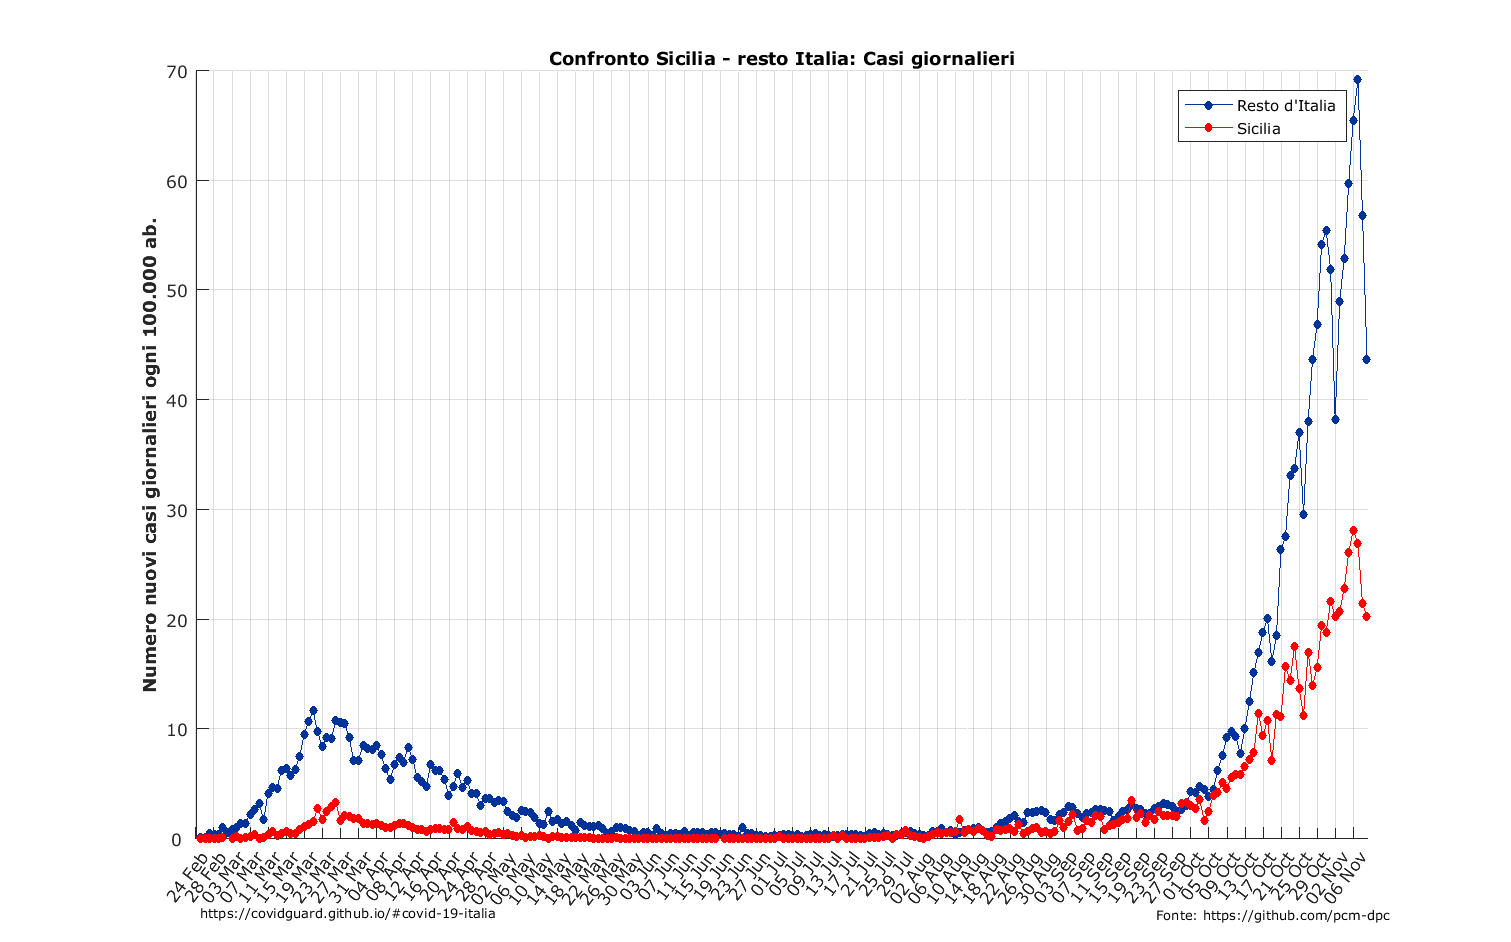 Confronto Sicilia - resto Italia: Casi giornalieri
Resto d'Italia
Sicilia
Numero nuovi casi giornalieri ogni 100.000 ab.
70
60
50
40
30
20
10
0
24 Feb
28 Feb
03 Mar
07 Mar
11 Mar
15 Mar
19 Mar
23 Mar
27 Mar
31 Mar
04 Apr
08 Apr
12 Apr
16 Apr
20 Apr
24 Apr
28 Apr
02 May
06 May
10 May
14 May
18 May
22 May
26 May
30 May
03 Jun
07 Jun
11 Jun
15 Jun
19 Jun
23 Jun
27 Jun
01 Jul
05 Jul
09 Jul
13 Jul
17 Jul
21 Jul
25 Jul
29 Jul
02 Aug
06 Aug
10 Aug
14 Aug
18 Aug
22 Aug
26 Aug
30 Aug
03 Sep
07 Sep
11 Sep
15 Sep
19 Sep
23 Sep
27 Sep
01 Oct
05 Oct
09 Oct
13 Oct
17 Oct
21 Oct
25 Oct
29 Oct
02 Nov
06 Nov
https://covidguard.github.io/#covid-19-italia
Fonte: https://github.com/pcm-dpc